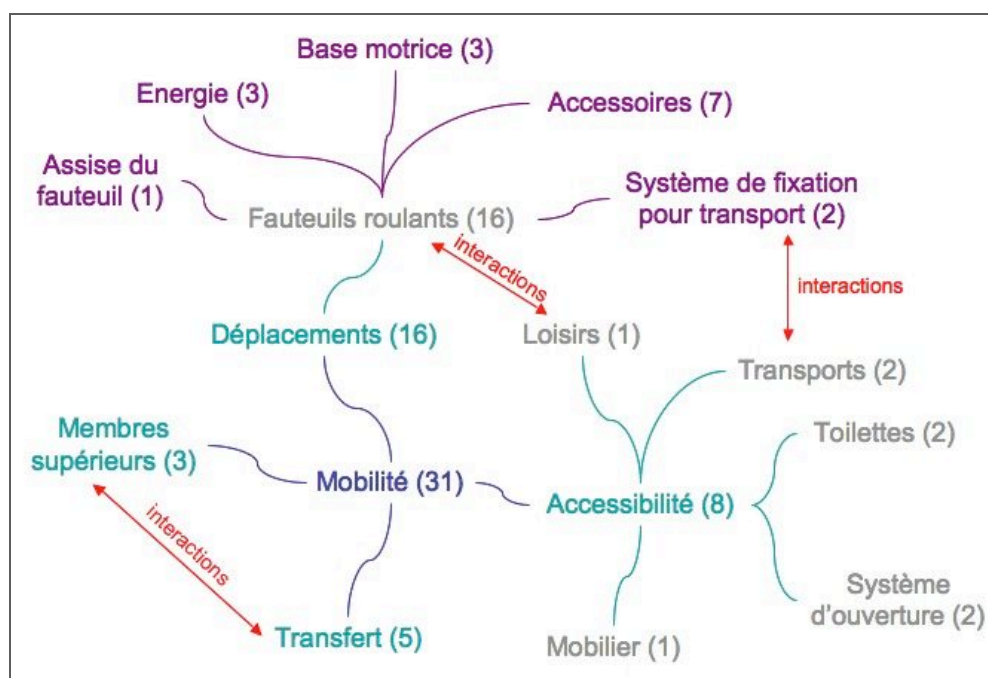 Base motrice (3)
Energie (3)
Accessoires (7)
Assise du
fauteuil (1)
Système de fixation
pour transport (2)
Fauteuils roulants (16)
interactions
interactions
Déplacements (16)
Loisirs (1)
Transports (2)
Membres
supérieurs (3)
Toilettes (2)
Mobilité (31)
Accessibilité (8)
interactions
Système
d'ouverture (2)
Transfert (5)
Mobilier (1)